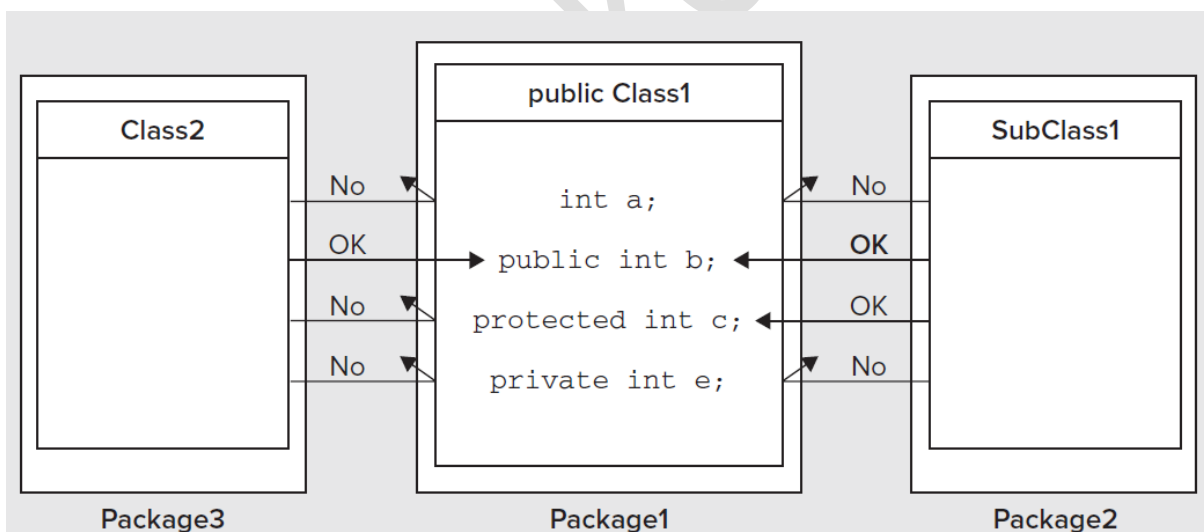 public Class1
Class2
SubClass1
No
No
int a;
OK
OK
public int b;
No
OK
protected int c;
No
No
private int e;
Package3
Package1
Package2